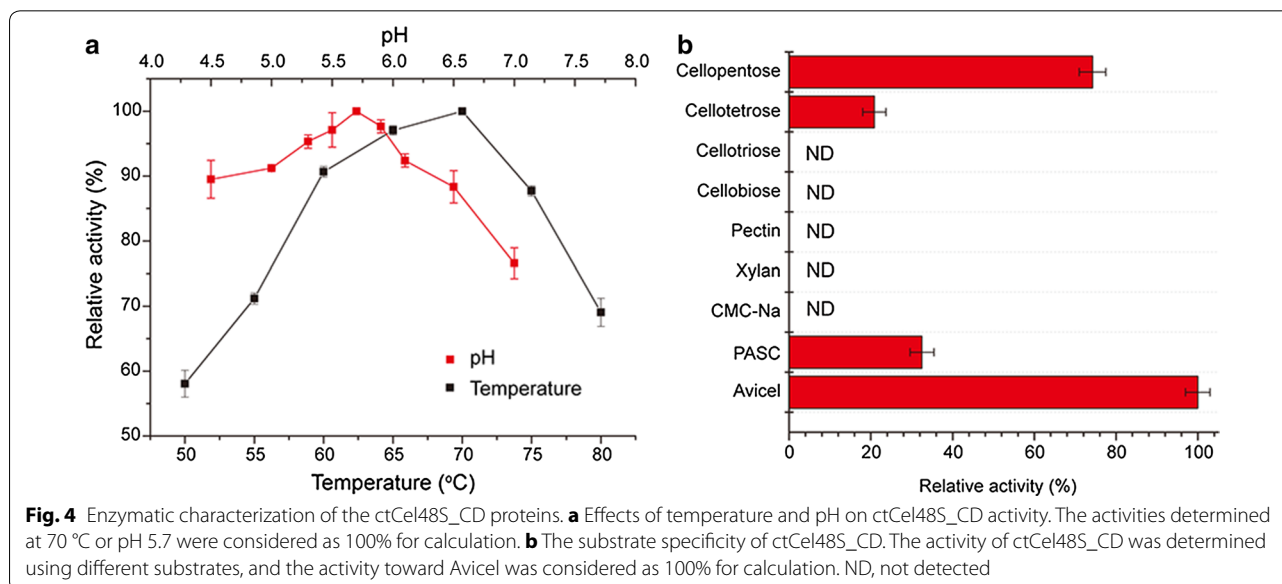 a
pH
4.0 4.5 5.0 5.5 6.0 6.5 7.0 7.5 8.0
Relative activity (%)
100
90
80
70
60
50
pH
Temperature
50 55 60 65 70 75 80
Temperature (°C)
b
Cellopentose
Cellotetrose
Cellotriose ND
Cellobiose ND
Pectin ND
Xylan ND
CMC-Na ND
PASC
Avicel
0 20 40 60 80 100
Relative activity (%)
Fig. 4 Enzymatic characterization of the ctCel48S_CD proteins. a Effects of temperature and pH on ctCel48S_CD activity. The activities determined
at 70 °C or pH 5.7 were considered as 100% for calculation. b The substrate specificity of ctCel48S_CD. The activity of ctCel48S_CD was determined
using different substrates, and the activity toward Avicel was considered as 100% for calculation. ND, not detected